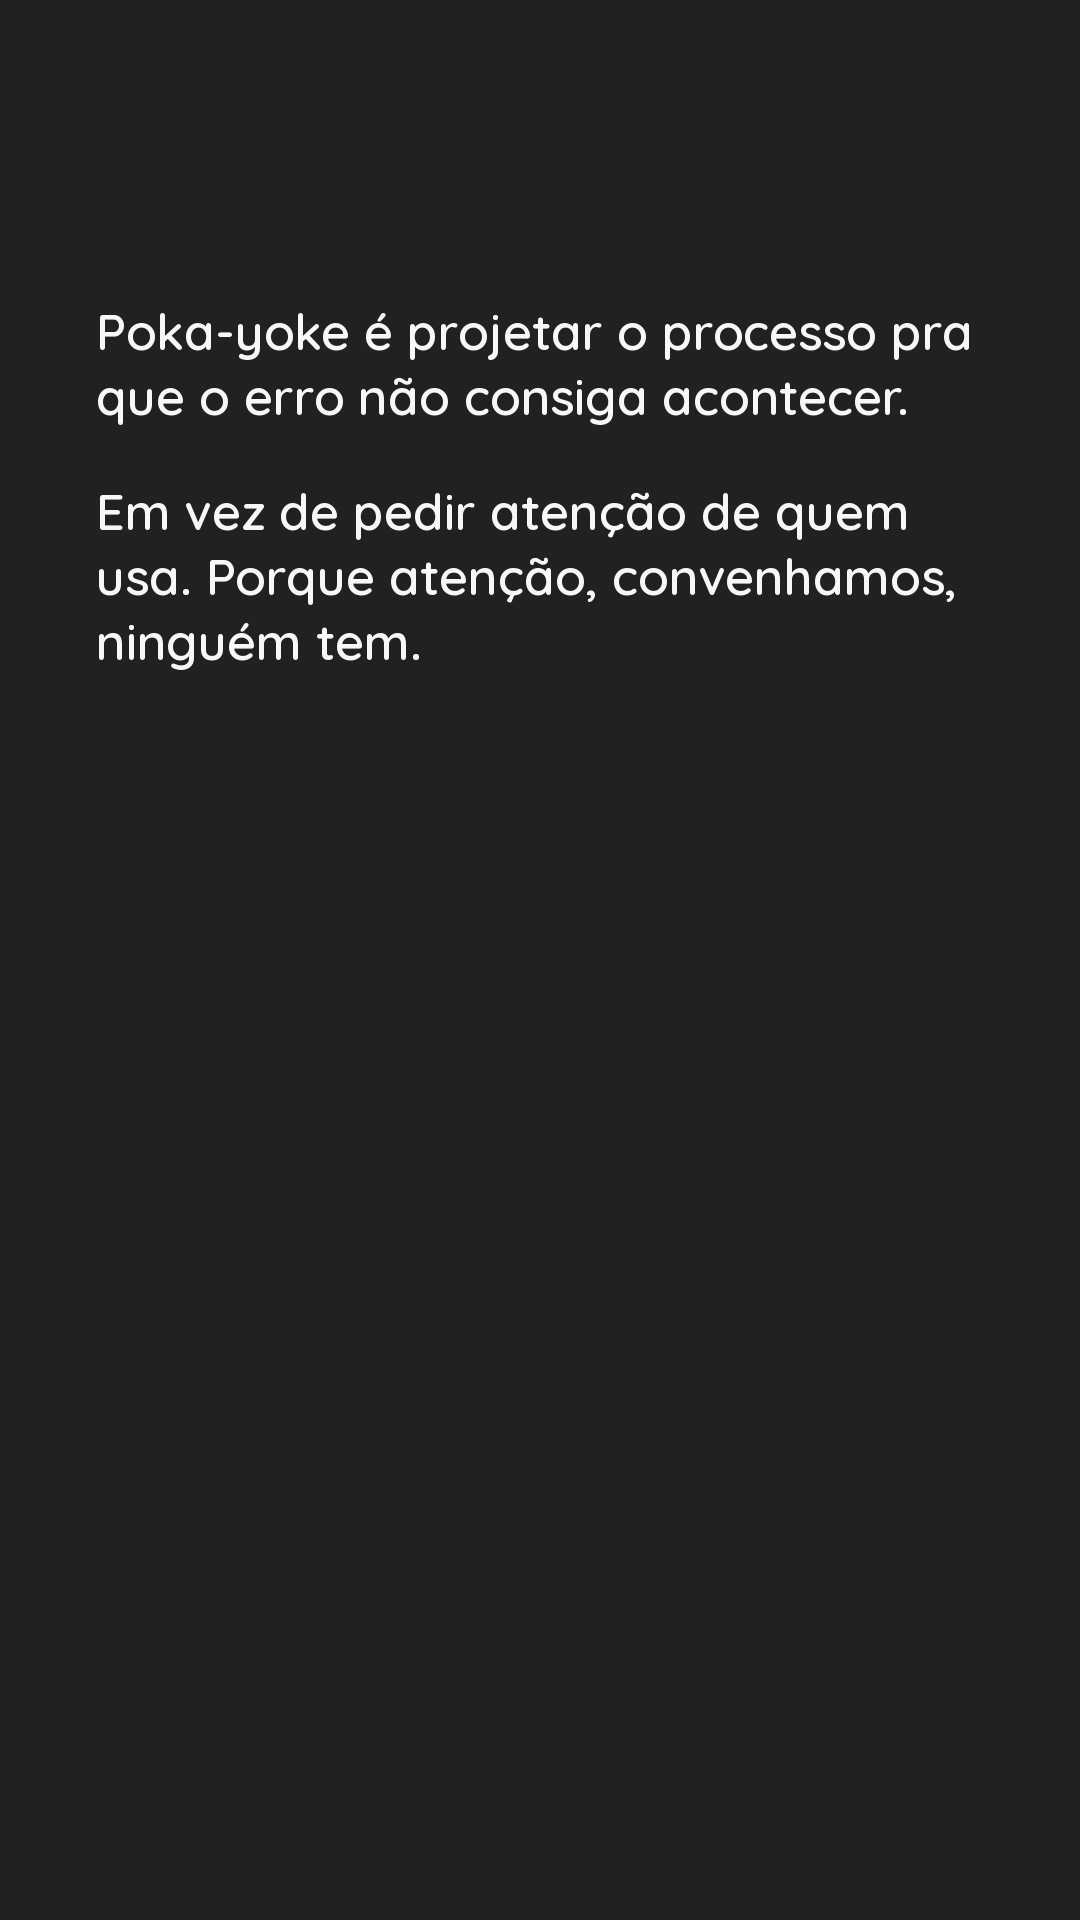 Poka-yoke é projetar o processo pra
que o erro não consiga acontecer.
Em vez de pedir atenção de quem
usa. Porque atenção, convenhamos,
ninguém tem.